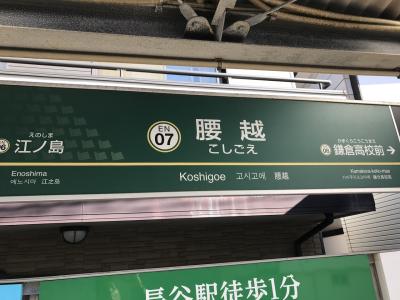 えのしま
江ノ島
Enoshima
에노시마 江之岛
EN
07
腰越
こしごえ
Koshigoe 고시고에 腰越
かまくらこうこうまえ
鎌倉高校前
Kamakura-koko-mae
長谷駅徒歩1分